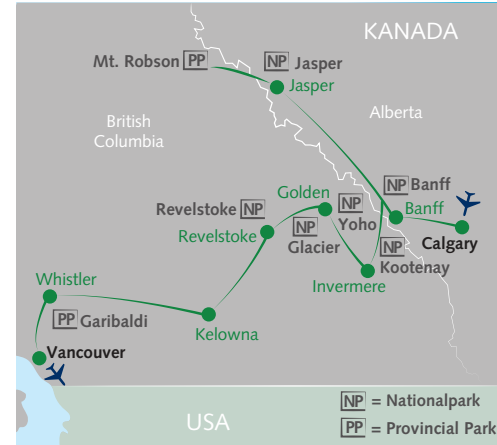 KANADA
Mt. Robson PP
NP Jasper
Jasper
British
Columbia
Alberta
NP Banff
Banff
Calgary
Golden
Revelstoke NP
Revelstoke
NP
Yoho
NP
Glacier
NP
Kootenay
Invermere
Whistler
PP Garibaldi
Kelowna
Vancouver
USA
NP = Nationalpark
PP = Provincial Park